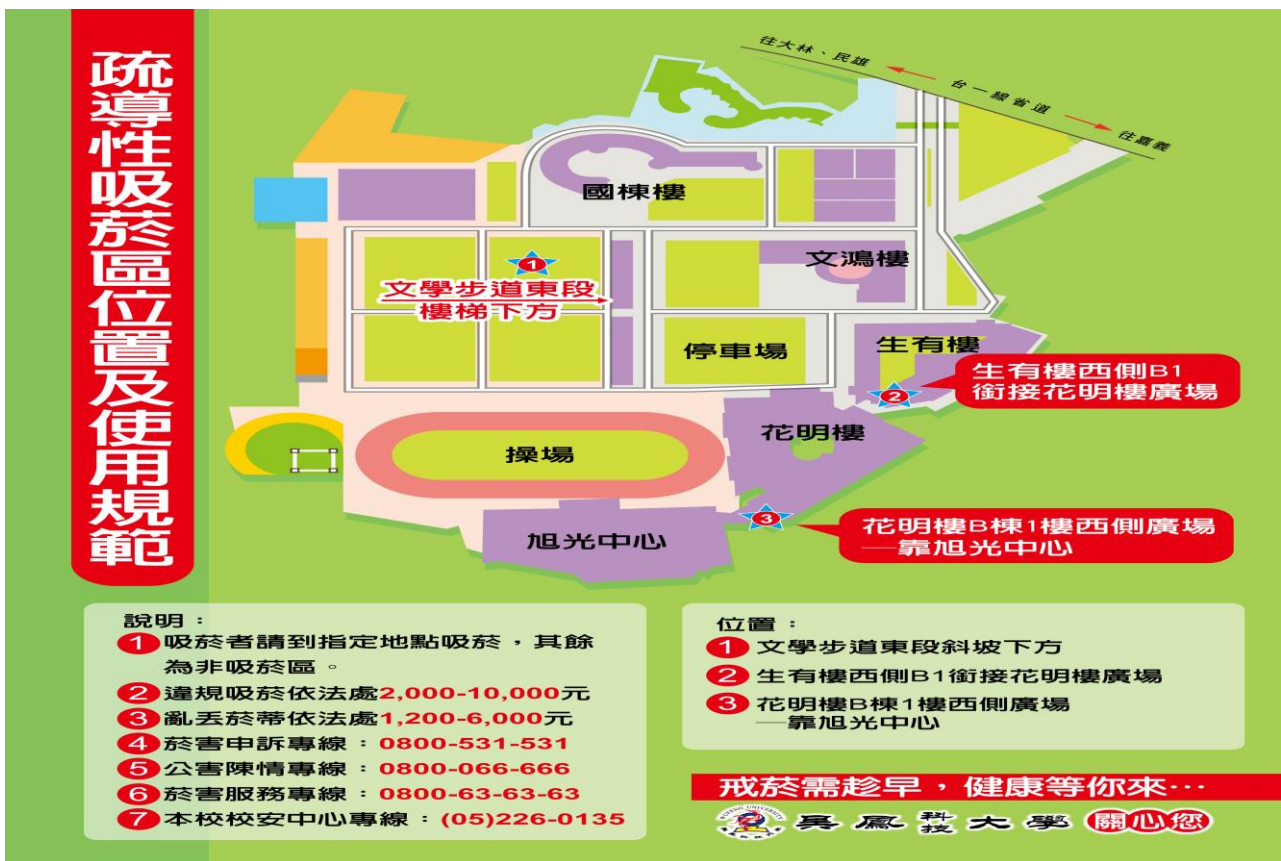 疏導性吸菸區位置及使用規範
往大林、民雄
台一線省道
往嘉義
國棟樓
文鴻樓
1
文學步道東段
樓梯下方
停車場
生有樓
2
生有樓西側B1
銜接花明樓廣場
花明樓
操場
3
花明樓B棟1樓西側廣場
—靠旭光中心
旭光中心
說明：
1 吸菸者請到指定地點吸菸，其餘
為非吸菸區。
2 違規吸菸依法處2,000-10,000元
3 亂丟菸蒂依法處1,200-6,000元
4 菸害申訴專線：0800-531-531
5 公害陳情專線：0800-066-666
6 菸害服務專線：0800-63-63-63
7 本校校安中心專線：(05)226-0135
位置：
1 文學步道東段斜坡下方
2 生有樓西側B1銜接花明樓廣場
3 花明樓B棟1樓西側廣場
—靠旭光中心
戒菸需趁早，健康等你來…
吳鳳科技大學 關心您